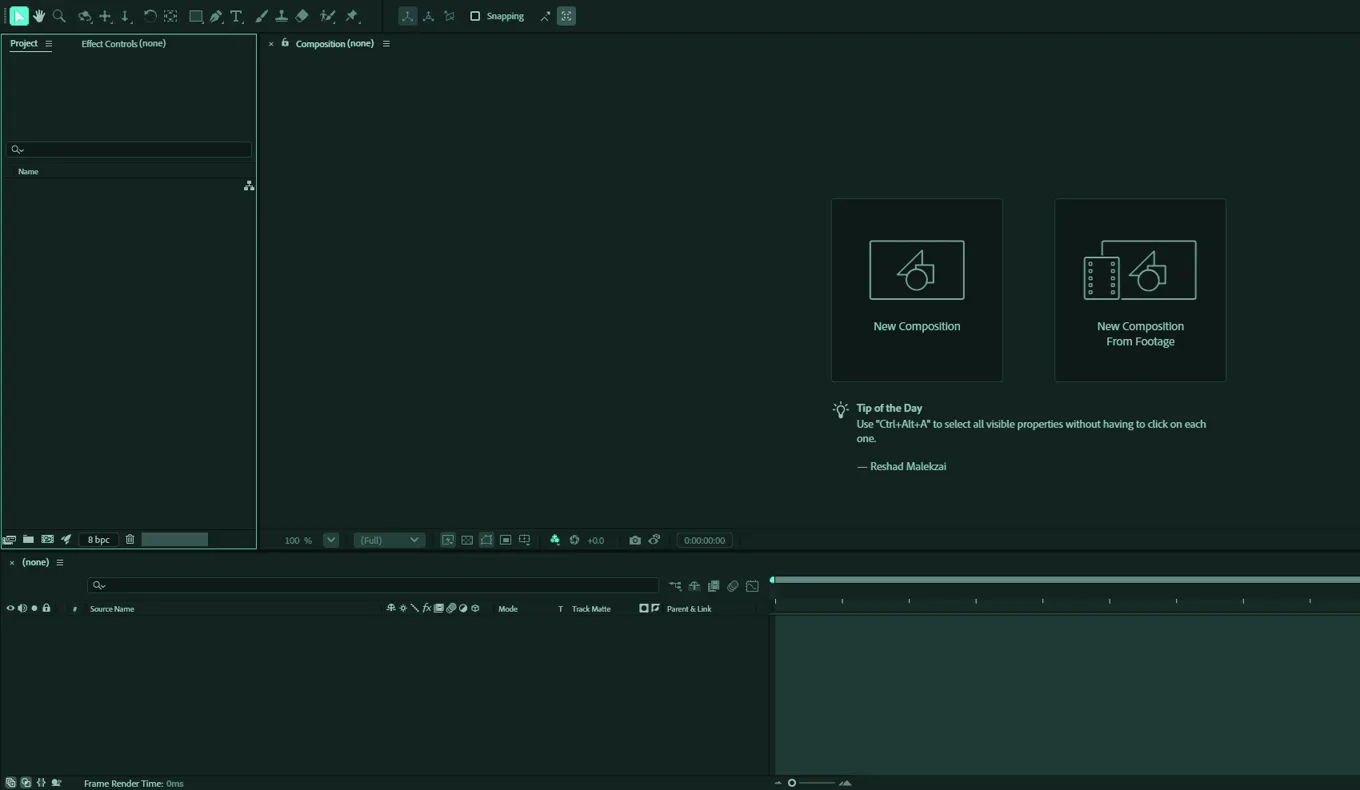 Snapping
Project
Effect Controls (none)
Composition (none)
Name
New Composition
New Composition
From Footage
Tip of the Day
Use "Ctrl+Alt+A" to select all visible properties without having to click on each
one.
— Reshad Malekzai
8 bpc
100 %
(Full)
+0.0
0:00:00:00
(none)
# Source Name
fx
Mode
T Track Matte
Parent & Link
Frame Render Time: 0ms